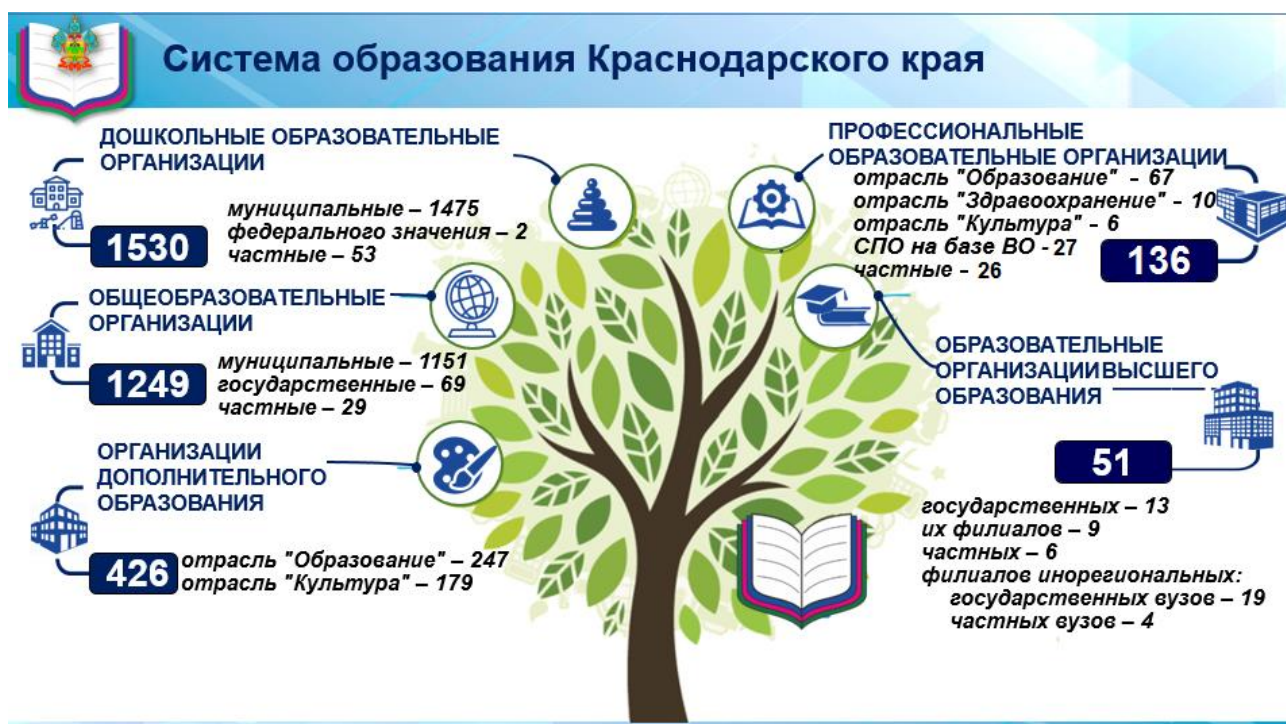 Система образования Краснодарского края
ДОШКОЛЬНЫЕ ОБРАЗОВАТЕЛЬНЫЕ
ОРГАНИЗАЦИИ
муниципальные – 1475
федерального значения – 2
частные – 53
1530
ОБЩЕОБРАЗОВАТЕЛЬНЫЕ
ОРГАНИЗАЦИИ
муниципальные – 1151
государственные – 69
частные – 29
1249
ОРГАНИЗАЦИИ
ДОПОЛНИТЕЛЬНОГО
ОБРАЗОВАНИЯ
отрасль "Образование" – 247
отрасль "Культура" – 179
426
ПРОФЕССИОНАЛЬНЫЕ
ОБРАЗОВАТЕЛЬНЫЕ ОРГАНИЗАЦИИ
отрасль "Образование" - 67
отрасль "Здравоохранение" - 10
отрасль "Культура" - 6
СПО на базе ВО - 27
частные - 26
136
ОБРАЗОВАТЕЛЬНЫЕ
ОРГАНИЗАЦИИ ВЫСШЕГО
ОБРАЗОВАНИЯ
51
государственных – 13
их филиалов – 9
частных – 6
филиалов инорегиональных:
государственных вузов – 19
частных вузов – 4